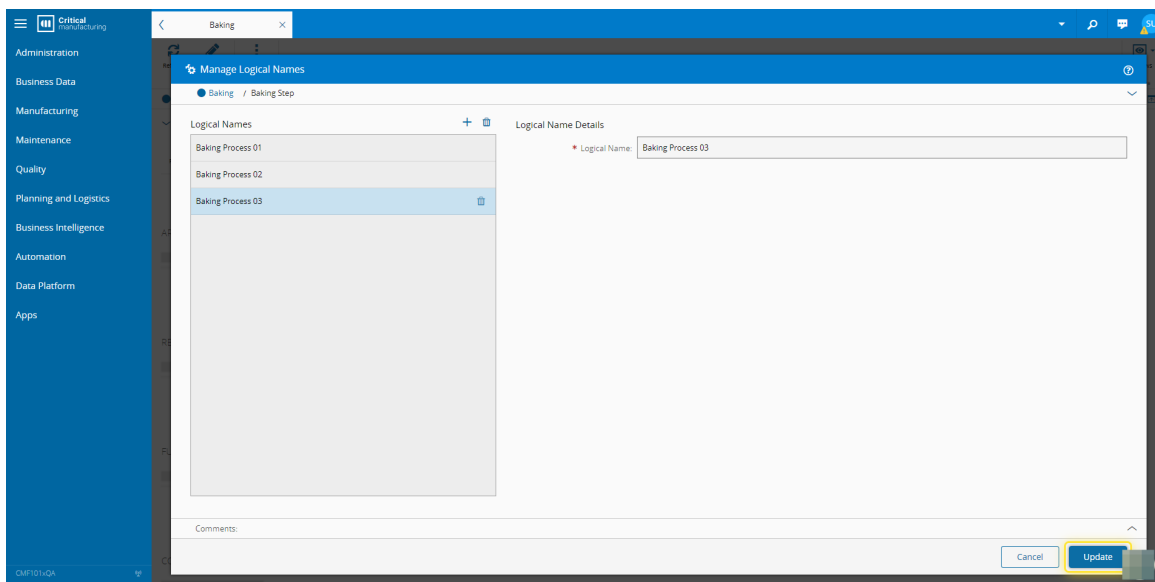 Critical
manufacturing
Baking
SU
Administration
Business Data
Manufacturing
Maintenance
Quality
Planning and Logistics
Business Intelligence
Automation
Data Platform
Apps
CMF101xQA
Manage Logical Names
Baking / Baking Step
Logical Names
Baking Process 01
Baking Process 02
Baking Process 03
Logical Name Details
* Logical Name: Baking Process 03
Comments:
Cancel
Update